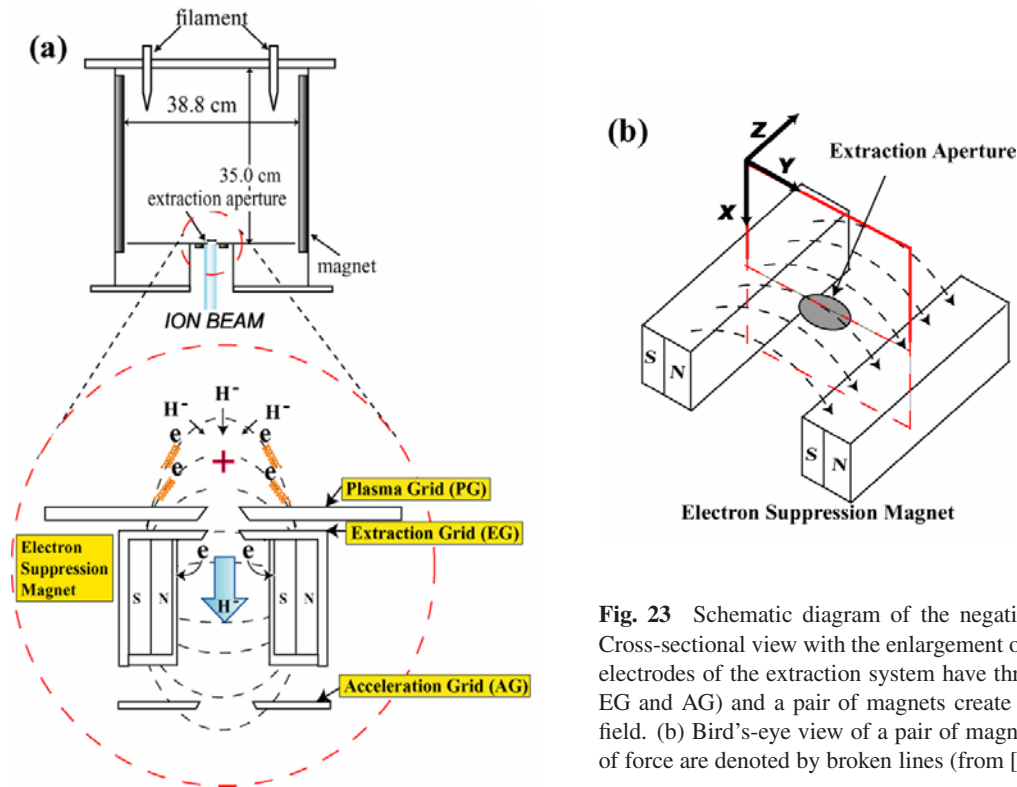 filament
(a)
38.8 cm
35.0 cm
extraction aperture
magnet
ION BEAM
H-
H-
H-
e
e
e
e
+
Plasma Grid (PG)
Extraction Grid (EG)
Electron
Suppression
Magnet
e
e
S N
S N
H-
Acceleration Grid (AG)
(b)
Z
Extraction Aperture
Y
X
S N
S N
Electron Suppression Magnet
Fig. 23 Schematic diagram of the negati
Cross-sectional view with the enlargement o
electrodes of the extraction system have thr
EG and AG) and a pair of magnets create
field. (b) Bird's-eye view of a pair of magn
of force are denoted by broken lines (from [